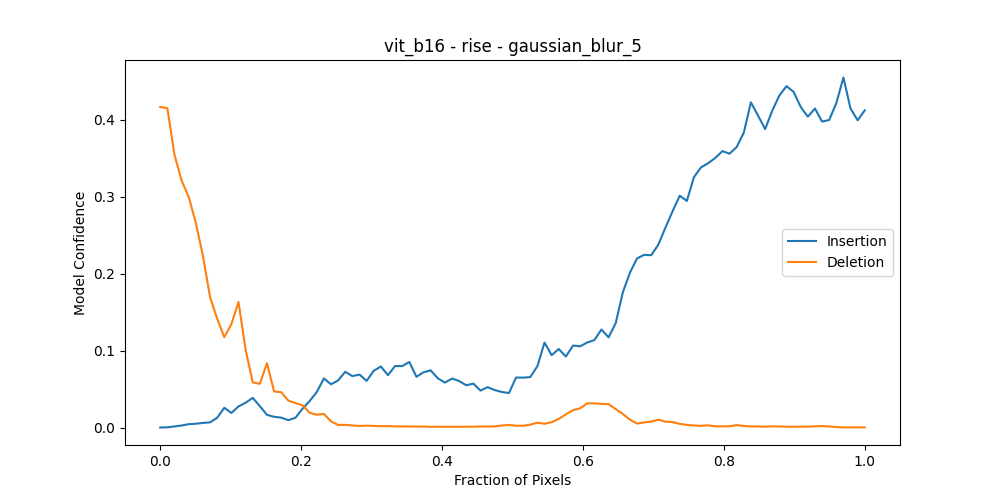 vit_b16 - rise - gaussian_blur_5
Model Confidence
0.4
0.3
0.2
0.1
0.0
Insertion
Deletion
0.0 0.2 0.4 0.6 0.8 1.0
Fraction of Pixels